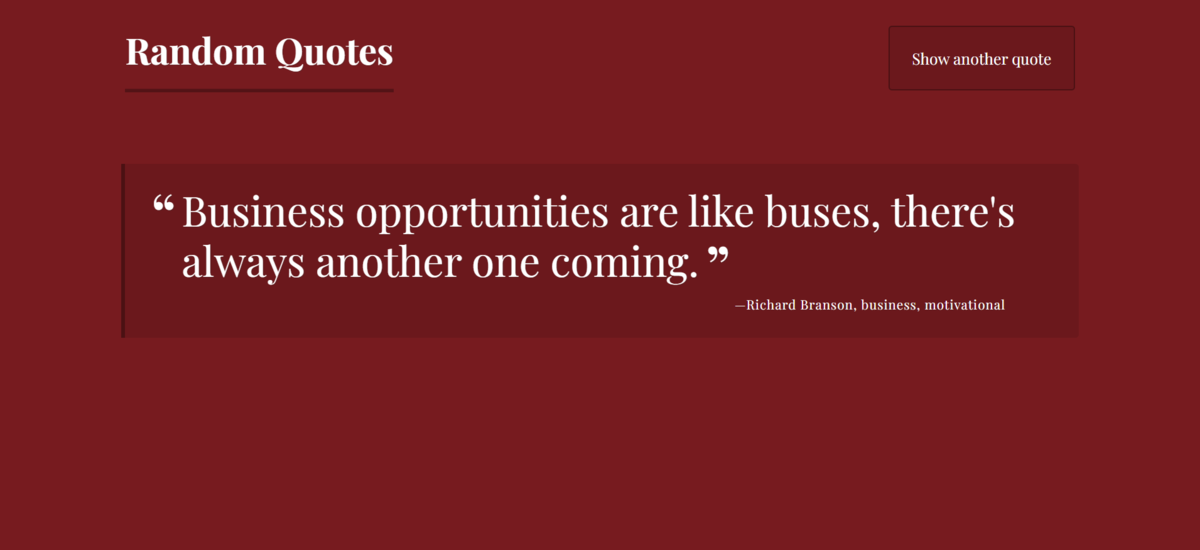 Random Quotes
Show another quote
“ Business opportunities are like buses, there's
always another one coming. ”
—Richard Branson, business, motivational